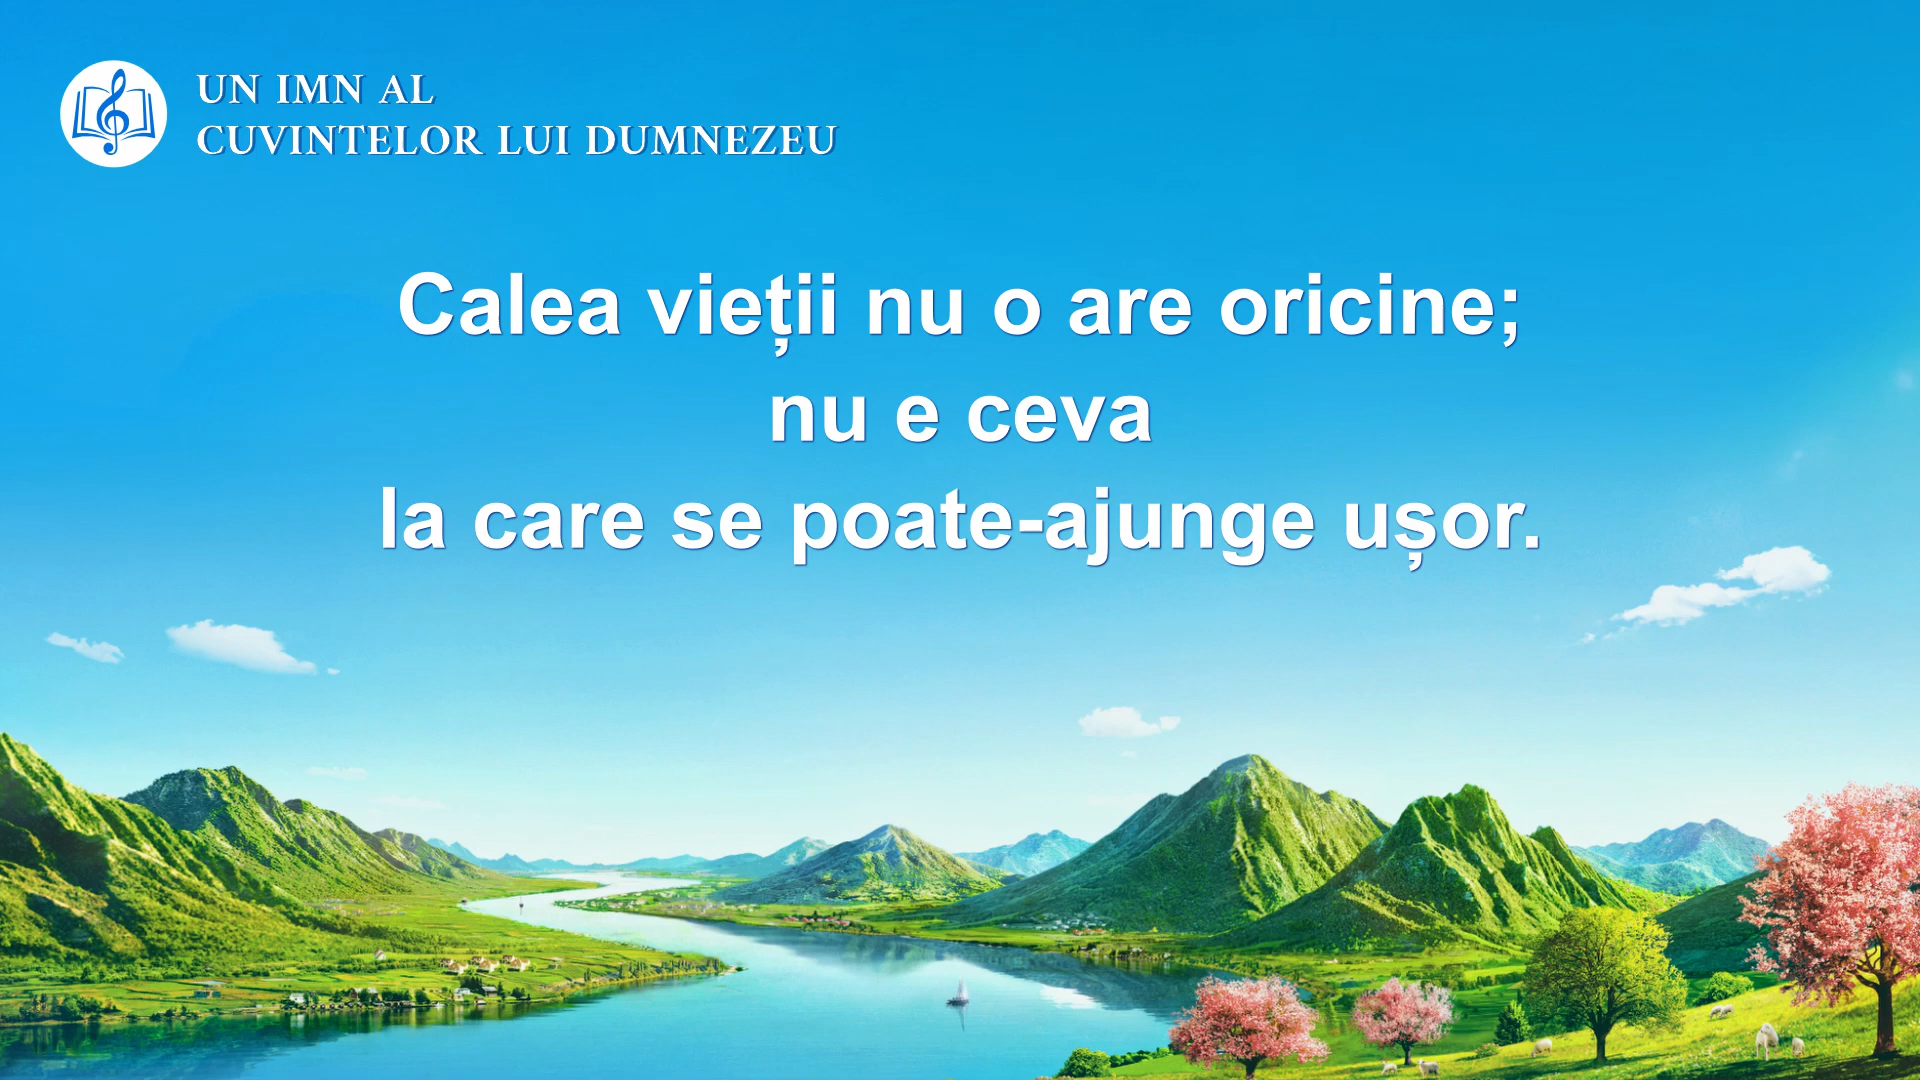 UN IMN AL
CUVINTELOR LUI DUMNEZEU
Calea vieții nu o are oricine;
nu e ceva
la care se poate-ajunge ușor.